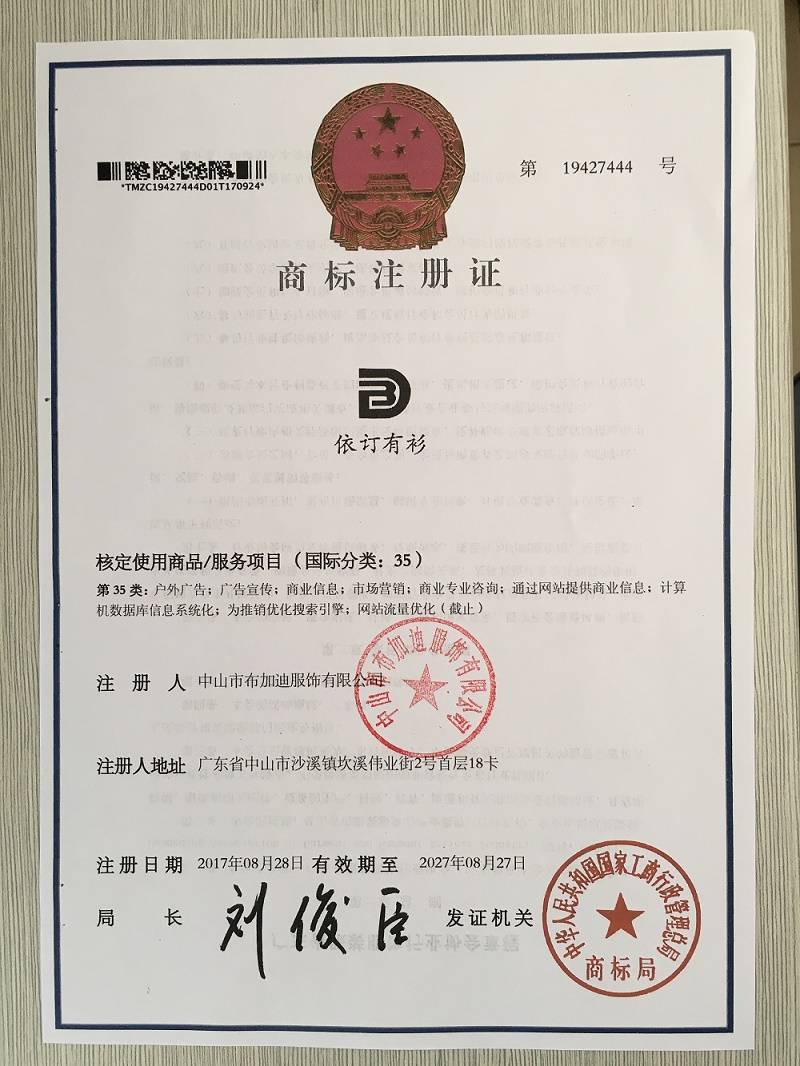 *TMZC19427444D01T170924*
第 19427444 号
商标注册证
依订有衫
核定使用商品/服务项目（国际分类：35）
第 35 类：户外广告；广告宣传；商业信息；市场营销；商业专业咨询；通过网站提供商业信息；计算
机数据库信息系统化；为推销优化搜索引擎；网站流量优化（截止）
注册人 中山市布加迪服饰有限公司
中山市布加迪服饰有限公司
注册人地址 广东省中山市沙溪镇坎溪伟业街2号首层18卡
注册日期 2017年08月28日 有效期至 2027年08月27日
局长 刘俊臣 发证机关
中华人民共和国国家工商行政管理总局
商标局